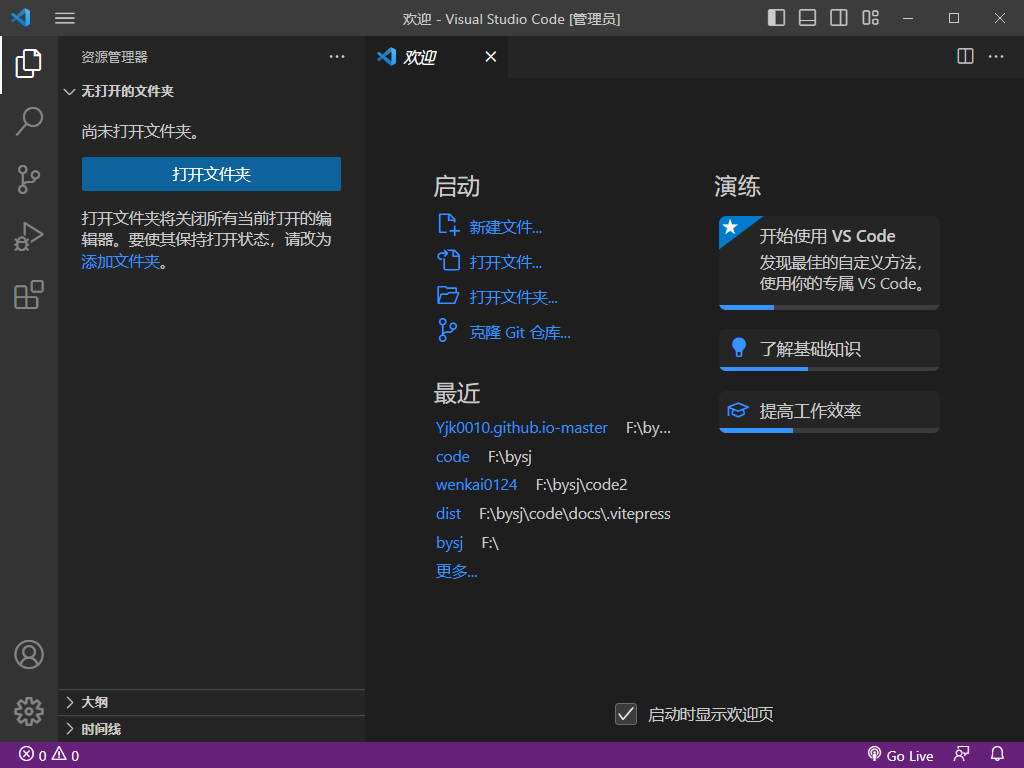 欢迎 - Visual Studio Code [管理员]
资源管理器
欢迎
无打开的文件夹
尚未打开文件夹。
打开文件夹
打开文件夹将关闭所有当前打开的编
辑器。要使其保持打开状态，请改为
添加文件夹。
启动
新建文件...
打开文件...
打开文件夹...
克隆 Git 仓库...
最近
Yjk0010.github.io-master F:\by...
code F:\bysj
wenkai0124 F:\bysj\code2
dist F:\bysj\code\docs\.vitepress
bysj F:\
更多...
演练
开始使用 VS Code
发现最佳的自定义方法，
使用你的专属 VS Code。
了解基础知识
提高工作效率
大纲
时间线
启动时显示欢迎页
0 0
Go Live